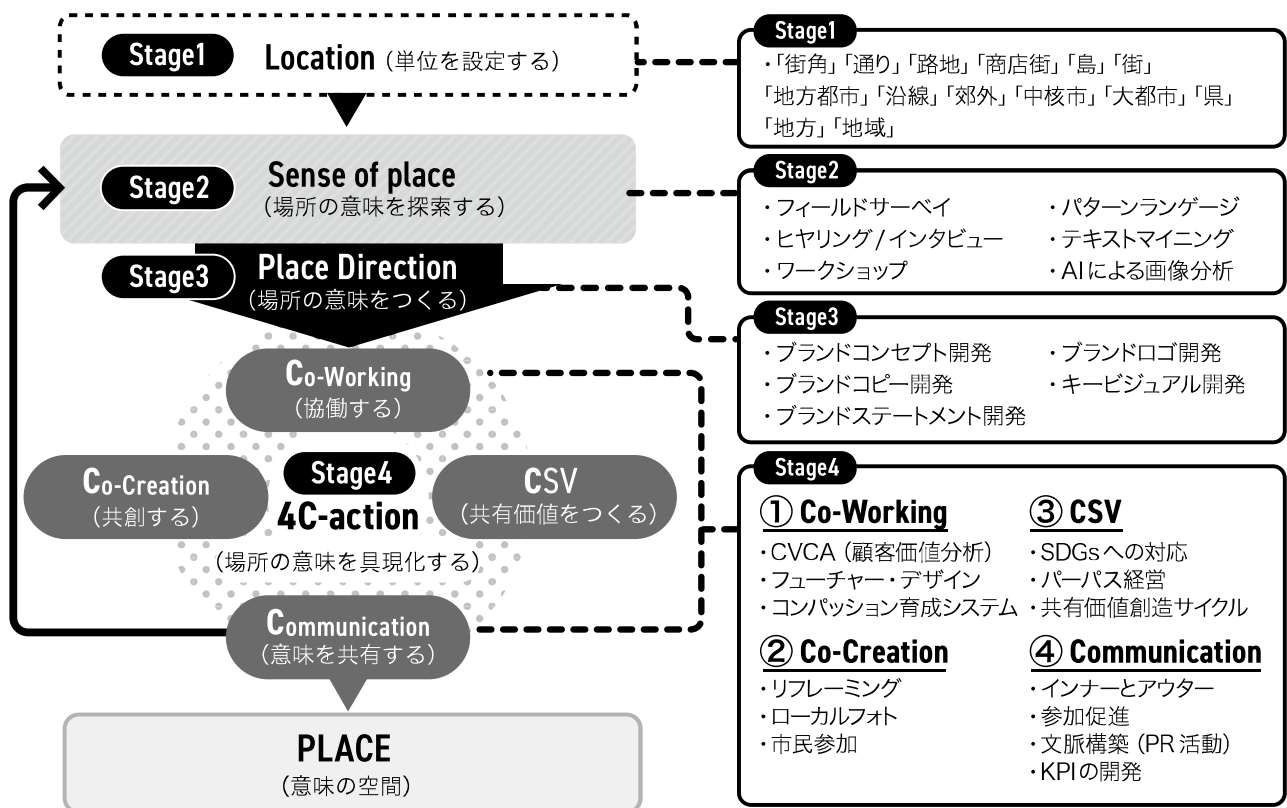 Stage1 Location（単位を設定する）
Stage2
Sense of place
（場所の意味を探索する）
Stage3
Place Direction
（場所の意味をつくる）
Co-Working
（協働する）
Co-Creation
（共創する）
Stage4
4C-action
（場所の意味を具現化する）
CSV
（共有価値をつくる）
Communication
（意味を共有する）
PLACE
（意味の空間）
Stage1
・「街角」「通り」「路地」「商店街」「島」「街」
「地方都市」「沿線」「郊外」「中核市」「大都市」「県」
「地方」「地域」
Stage2
・フィールドサーベイ
・ヒヤリング / インタビュー
・ワークショップ
・パターンランゲージ
・テキストマイニング
・AIによる画像分析
Stage3
・ブランドコンセプト開発
・ブランドコピー開発
・ブランドステートメント開発
・ブランドロゴ開発
・キービジュアル開発
Stage4
① Co-Working
・CVCA（顧客価値分析）
・フューチャー・デザイン
・コンパッション育成システム
② Co-Creation
・リフレーミング
・ローカルフォト
・市民参加
③ CSV
・SDGsへの対応
・パーパス経営
・共有価値創造サイクル
④ Communication
・インナーとアウター
・参加促進
・文脈構築（PR活動）
・KPIの開発